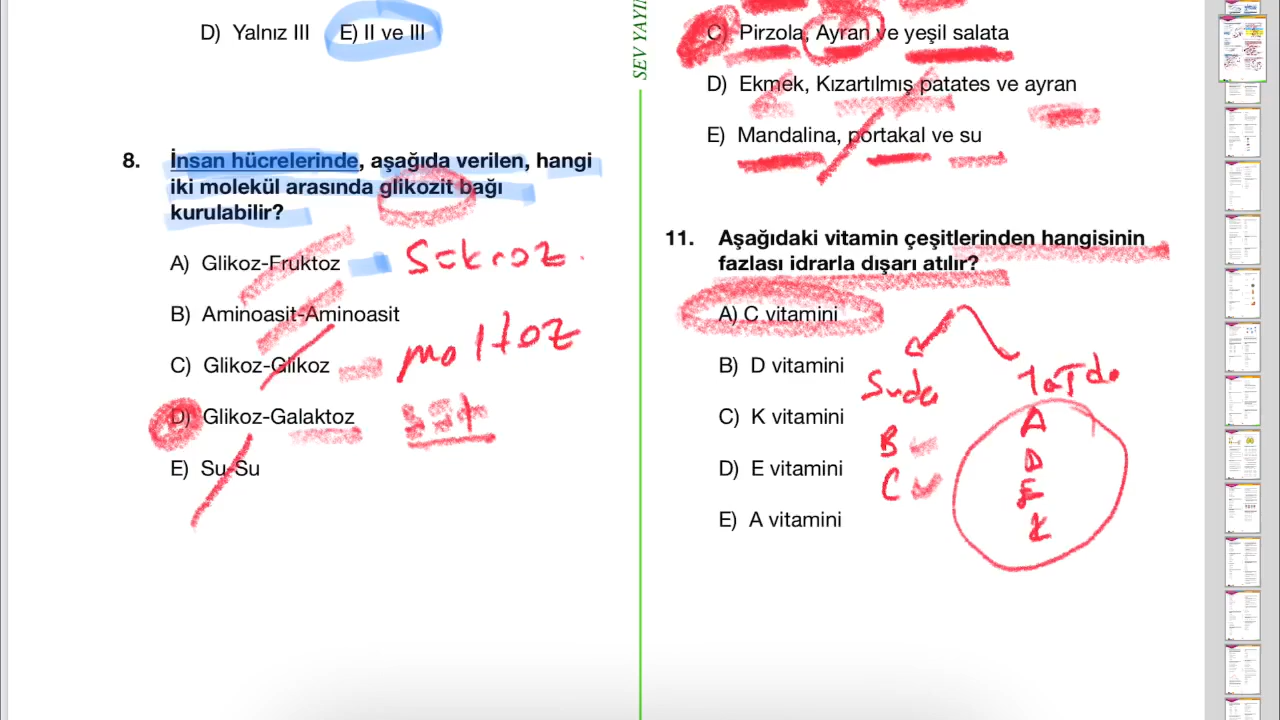 D) Yalnız III E) II ve III
8. İnsan hücrelerinde, aşağıda verilen, hangi
iki molekül arasında glikozit bağı
kurulabilir?
A) Glikoz-Fruktoz
Sükroz.
B) Aminoasit-Aminoasit
C) Glikoz-Glikoz
maltoz
D) Glikoz-Galaktoz
süt
E) Su-Su
SEV YAYIN
C) Pirzola, Ayran ve yeşil salata
D) Ekmek, Kızartılmış patates ve ayran
E) Mandalina, portakal ve su
11. Aşağıdaki vitamin çeşitlerinden hangisinin
fazlası idrarla dışarı atılır?
A) C vitamini
B) D vitamini
C) K vitamini
D) E vitamini
E) A vitamini
Suda
B
C
Yağda
A
D
E
K